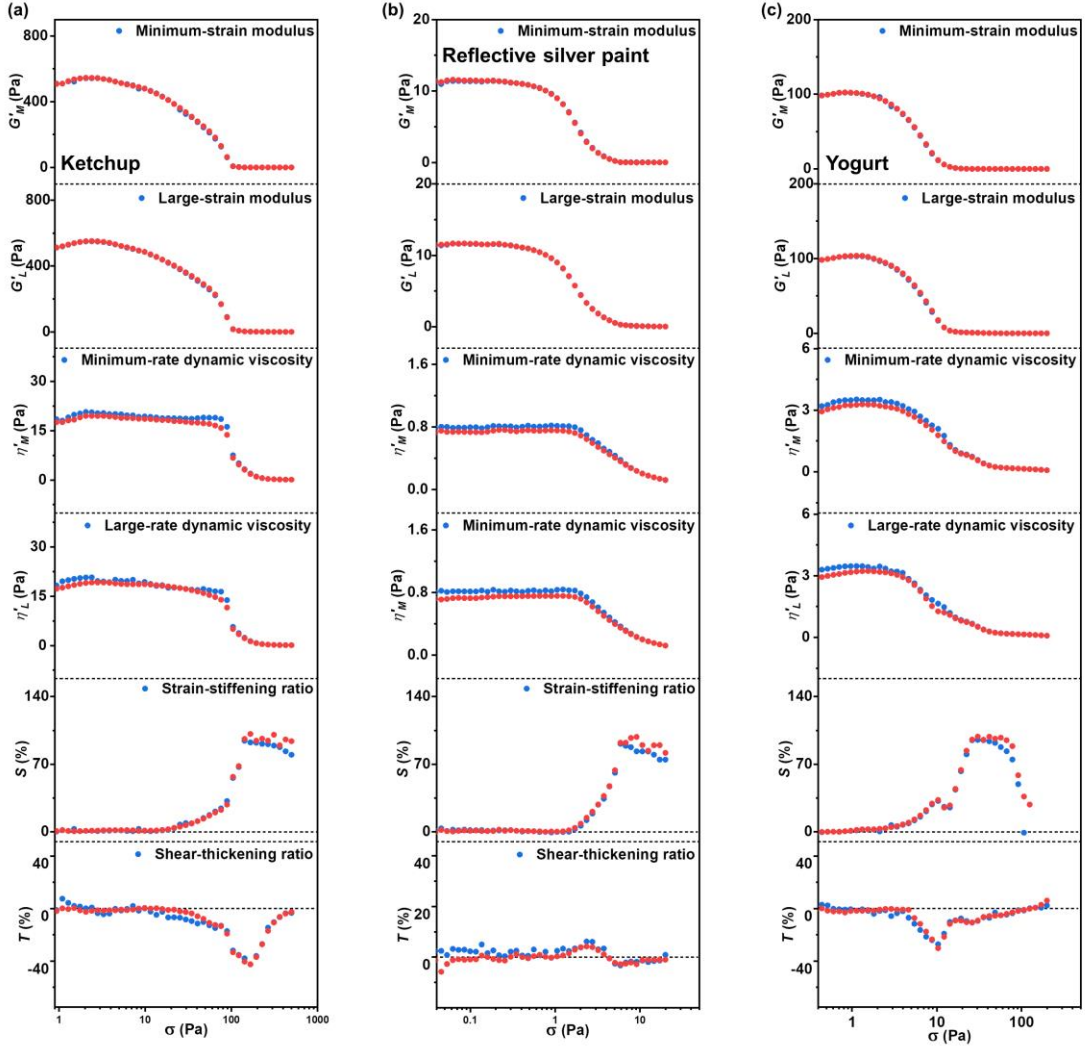 (a)
800
400
0
G'M (Pa)
Minimum-strain modulus
Ketchup
800
400
0
G'L (Pa)
Large-strain modulus
30
15
0
η'M (Pa)
Minimum-rate dynamic viscosity
30
15
0
η'L (Pa)
Large-rate dynamic viscosity
140
70
0
S (%)
Strain-stiffening ratio
40
0
-40
T (%)
Shear-thickening ratio
1 10 100 1000
σ (Pa)
(b)
20
10
0
G'M (Pa)
Minimum-strain modulus
Reflective silver paint
20
10
0
G'L (Pa)
Large-strain modulus
1.6
0.8
0.0
η'M (Pa)
Minimum-rate dynamic viscosity
1.6
0.8
0.0
η'M (Pa)
Minimum-rate dynamic viscosity
140
70
0
S (%)
Strain-stiffening ratio
40
20
0
T (%)
Shear-thickening ratio
0.1 1 10
σ (Pa)
(c)
200
100
0
G'M (Pa)
Minimum-strain modulus
Yogurt
200
100
0
G'L (Pa)
Large-strain modulus
6
3
0
η'M (Pa)
Minimum-rate dynamic viscosity
6
3
0
η'L (Pa)
Large-rate dynamic viscosity
140
70
0
S (%)
Strain-stiffening ratio
40
0
-40
T (%)
Shear-thickening ratio
1 10 100
σ (Pa)